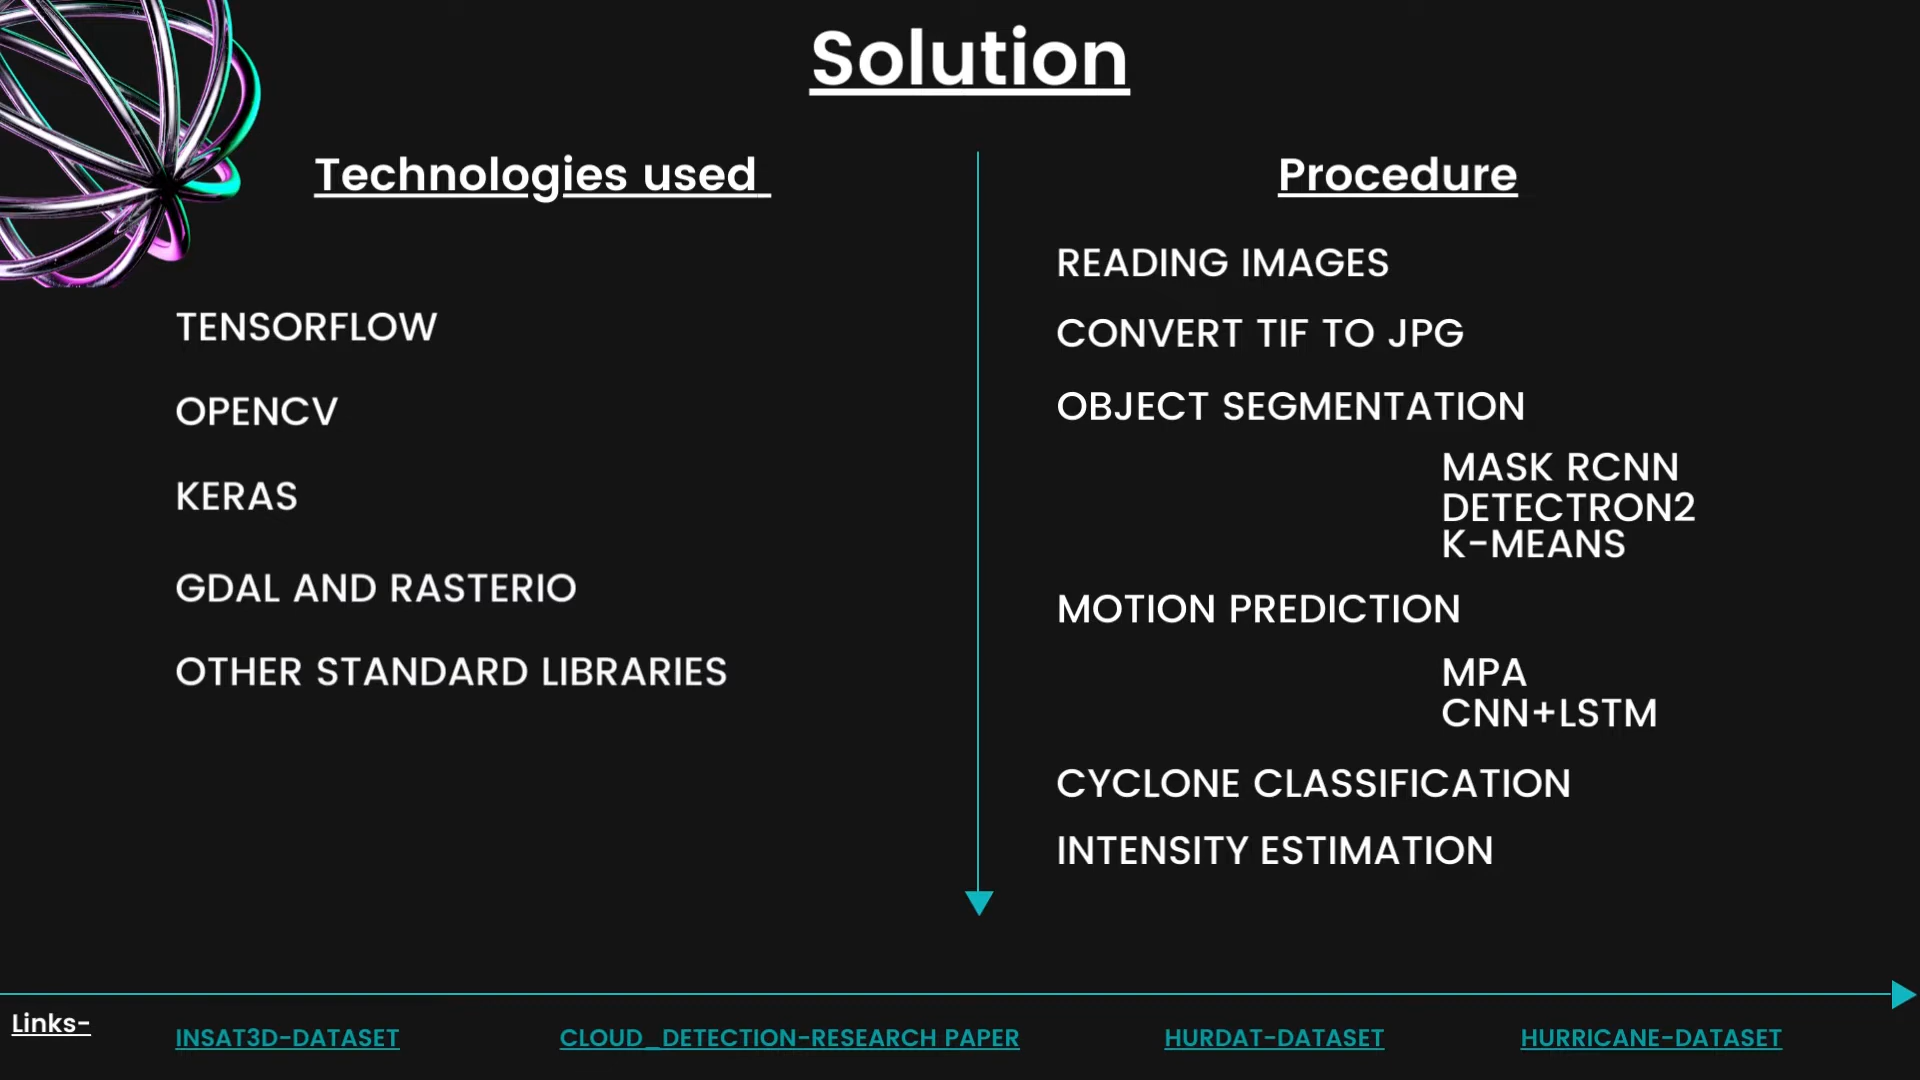 Solution
Technologies used
TENSORFLOW
OPENCV
KERAS
GDAL AND RASTERIO
OTHER STANDARD LIBRARIES
Procedure
READING IMAGES
CONVERT TIF TO JPG
OBJECT SEGMENTATION
MASK RCNN
DETECTRON2
K-MEANS
MOTION PREDICTION
MPA
CNN+LSTM
CYCLONE CLASSIFICATION
INTENSITY ESTIMATION
Links-
INSAT3D-DATASET
CLOUD_DETECTION-RESEARCH PAPER
HURDAT-DATASET
HURRICANE-DATASET